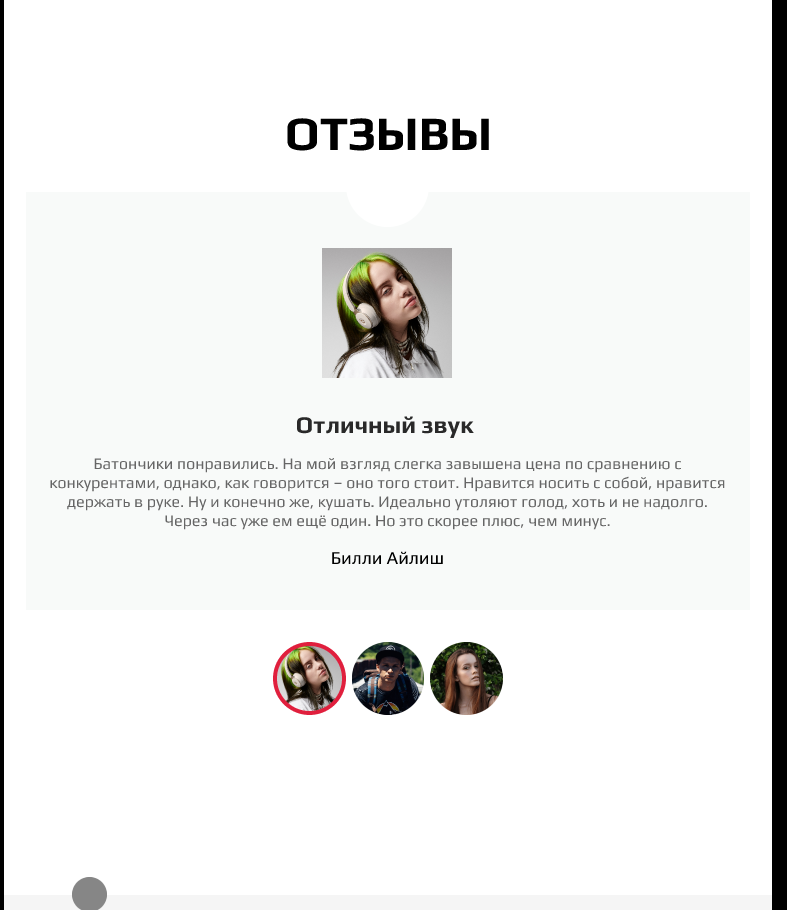 ОТЗЫВЫ
Отличный звук
Батончики понравились. На мой взгляд слегка завышена цена по сравнению с
конкурентами, однако, как говорится – оно того стоит. Нравится носить с собой, нравится
держать в руке. Ну и конечно же, кушать. Идеально утоляют голод, хоть и не надолго.
Через час уже ем ещё один. Но это скорее плюс, чем минус.
Билли Айлиш